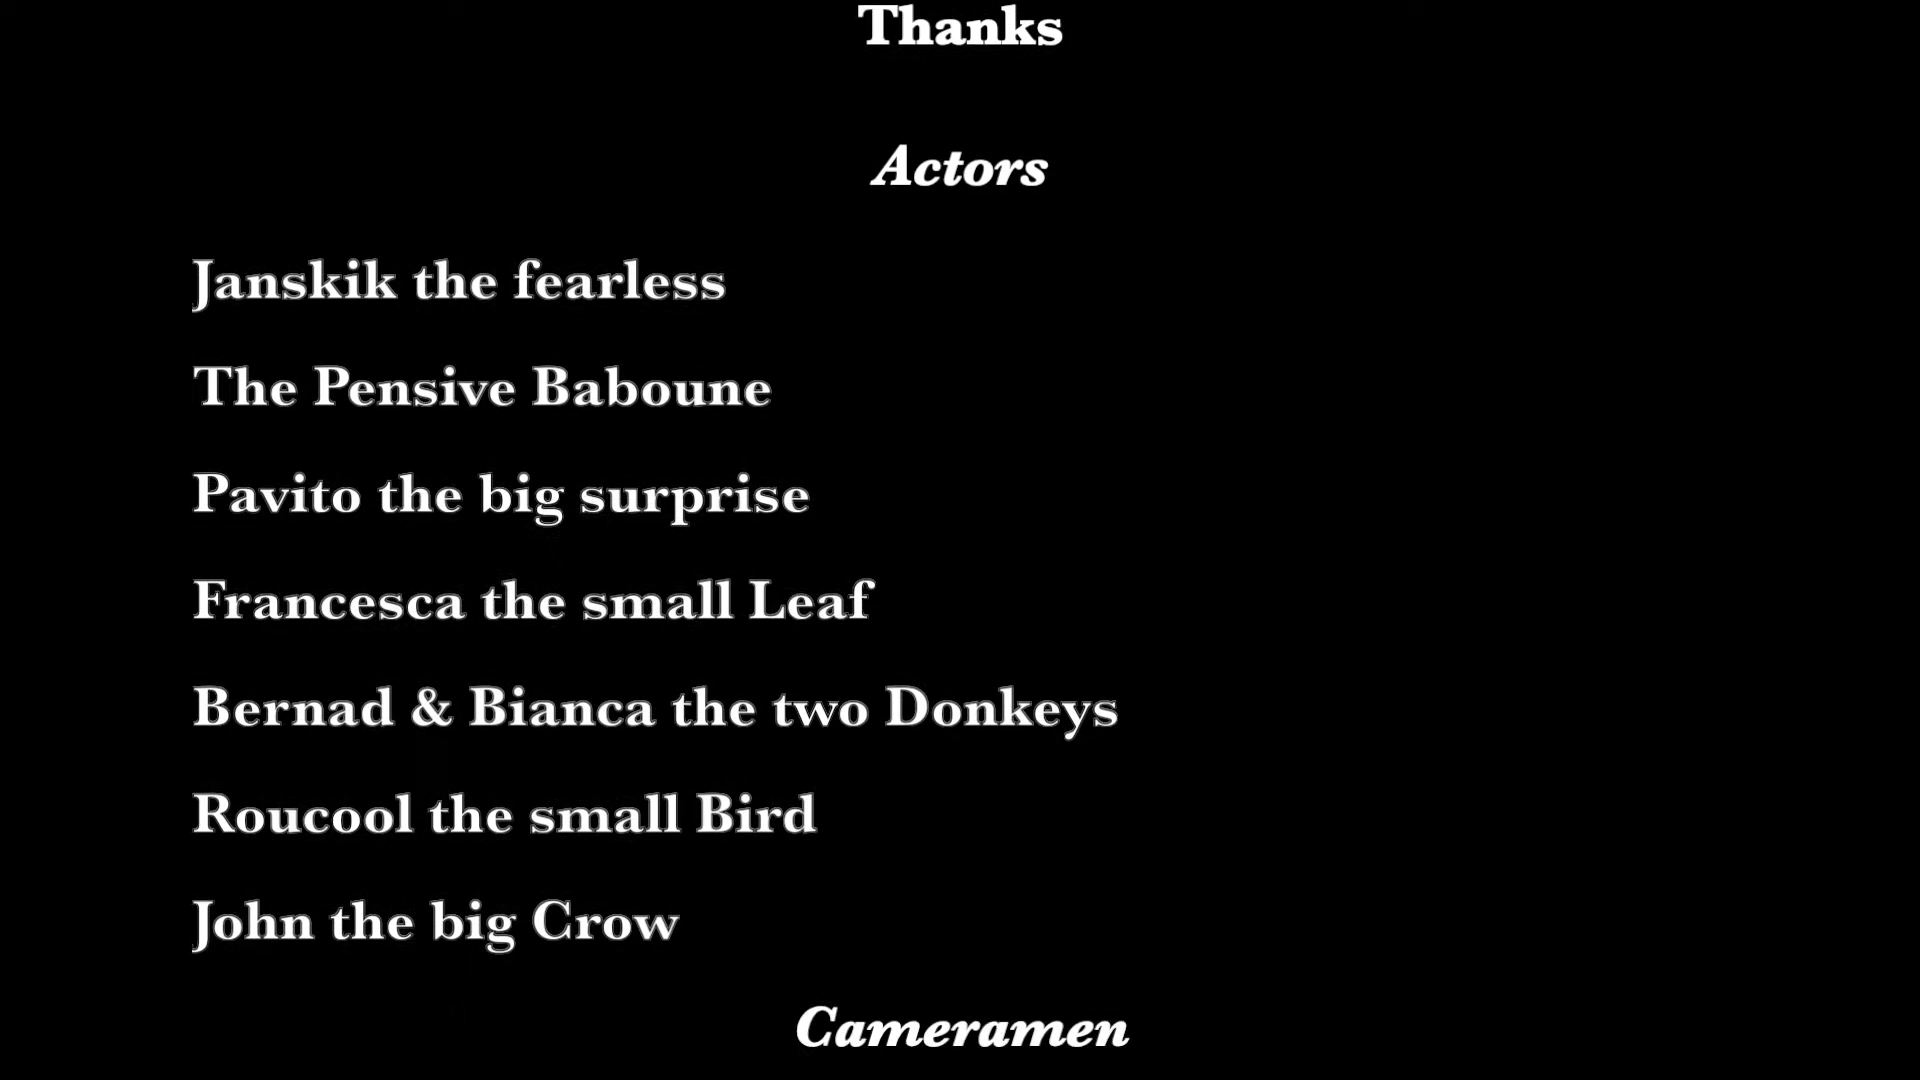 Thanks
Actors
Janskik the fearless
The Pensive Baboune
Pavito the big surprise
Francesca the small Leaf
Bernad & Bianca the two Donkeys
Roucool the small Bird
John the big Crow
Cameramen